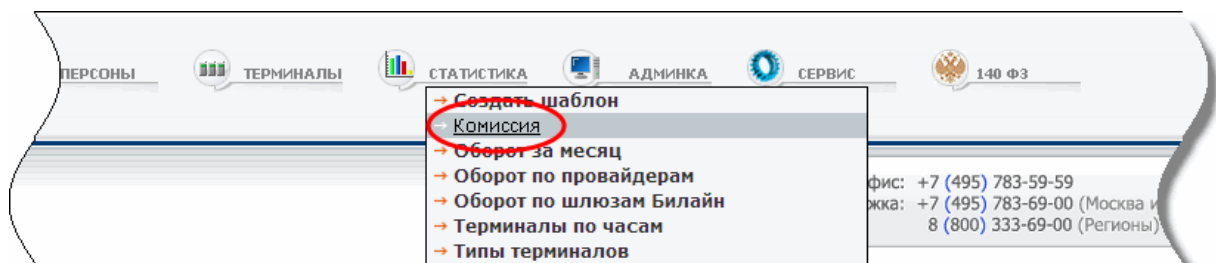 ПЕРСОНЫ ТЕРМИНАЛЫ СТАТИСТИКА АДМИНКА СЕРВИС 140 ФЗ
→ Создать шаблон
→ Комиссия
→ Оборот за месяц
→ Оборот по провайдерам
→ Оборот по шлюзам Билайн
→ Терминалы по часам
→ Типы терминалов
фис: +7 (495) 783-59-59
жка: +7 (495) 783-69-00 (Москва и
8 (800) 333-69-00 (Регионы)